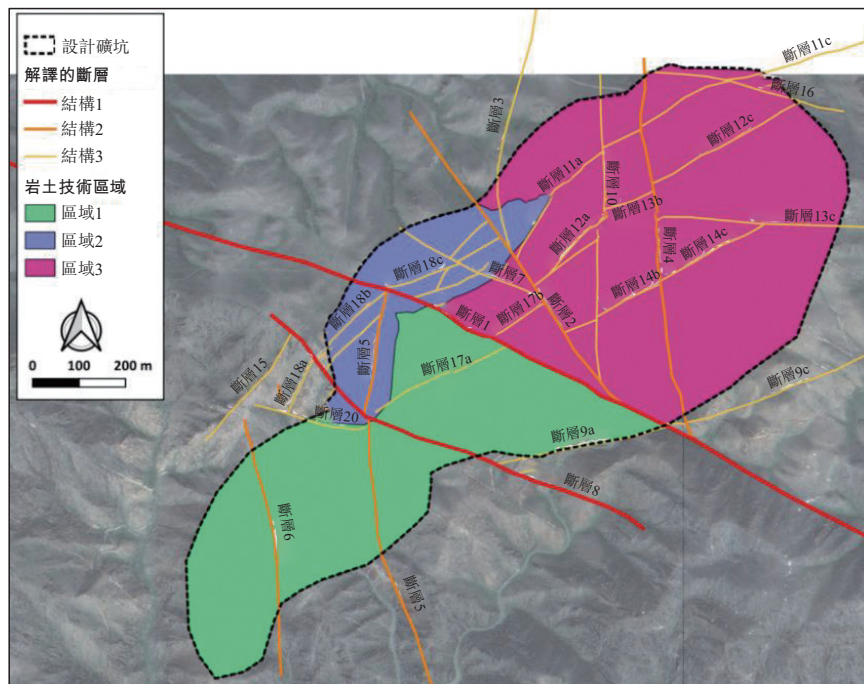 設計礦坑
解譯的斷層
結構1
結構2
結構3
岩土技術區域
區域1
區域2
區域3
0 100 200 m
斷層11c
斷層16
斷層3
斷層12c
斷層11a
斷層10
斷層13b
斷層12a
斷層13c
斷層4
斷層14c
斷層18c
斷層7
斷層14b
斷層18b
斷層17b
斷層1
斷層2
斷層5
斷層17a
斷層15
斷層18a
斷層9c
斷層20
斷層9a
斷層8
斷層6
斷層5